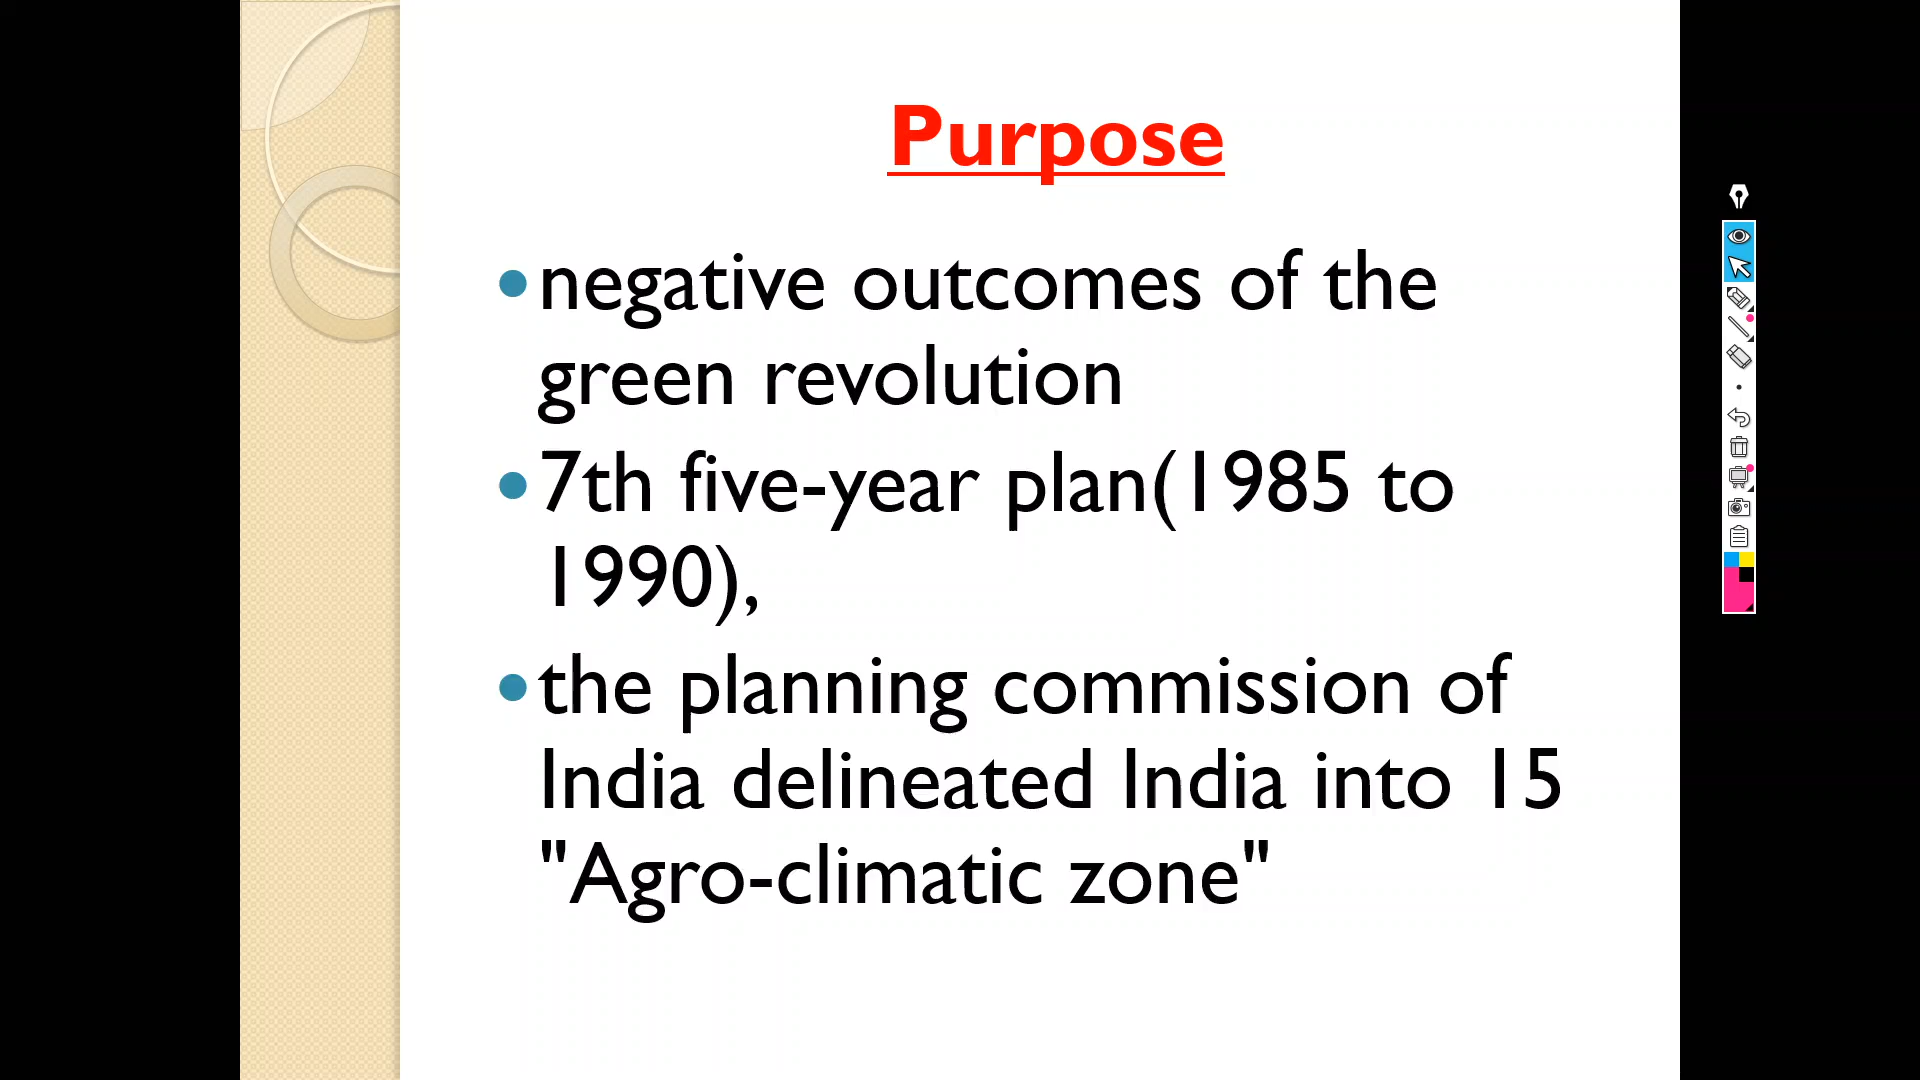 Purpose
•negative outcomes of the
green revolution
•7th five-year plan(1985 to
1990),
•the planning commission of
India delineated India into 15
"Agro-climatic zone"